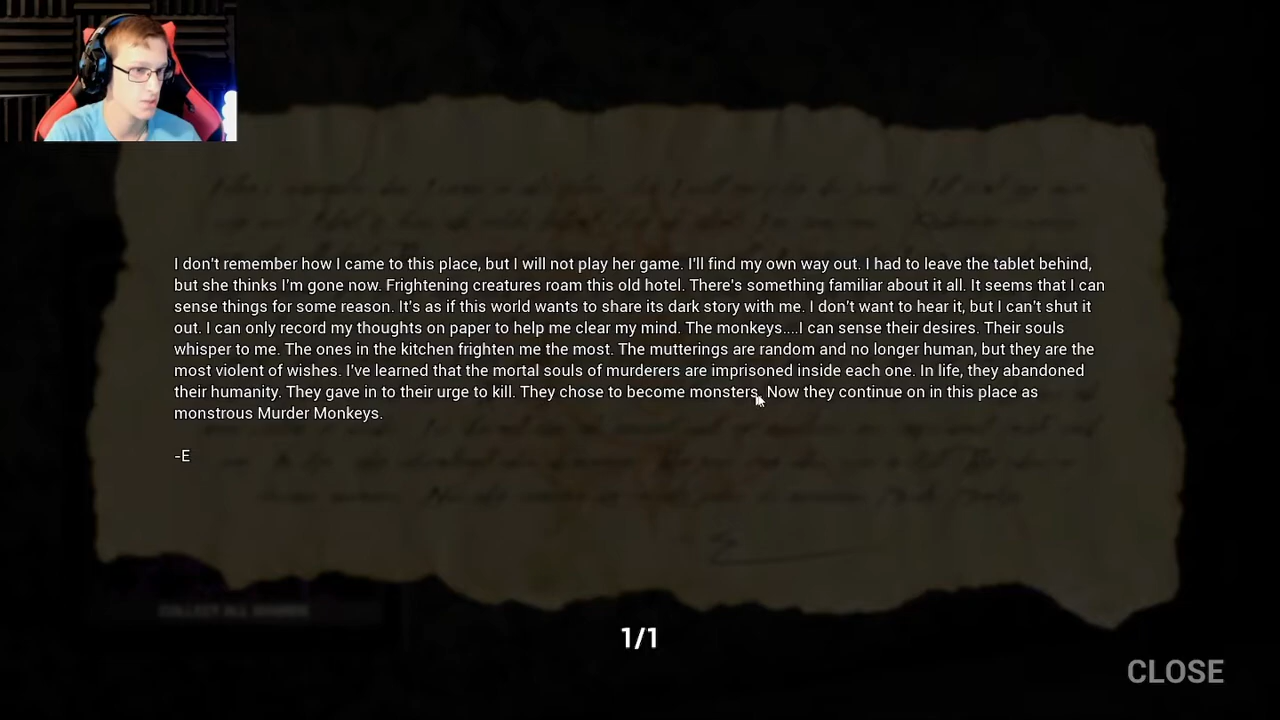 I don't remember how I came to this place, but I will not play her game. I'll find my own way out. I had to leave the tablet behind,
but she thinks I'm gone now. Frightening creatures roam this old hotel. There's something familiar about it all. It seems that I can
sense things for some reason. It's as if this world wants to share its dark story with me. I don't want to hear it, but I can't shut it
out. I can only record my thoughts on paper to help me clear my mind. The monkeys....I can sense their desires. Their souls
whisper to me. The ones in the kitchen frighten me the most. The mutterings are random and no longer human, but they are the
most violent of wishes. I've learned that the mortal souls of murderers are imprisoned inside each one. In life, they abandoned
their humanity. They gave in to their urge to kill. They chose to become monsters. Now they continue on in this place as
monstrous Murder Monkeys.
-E
COLLECT ALL SHARDS
1/1
CLOSE